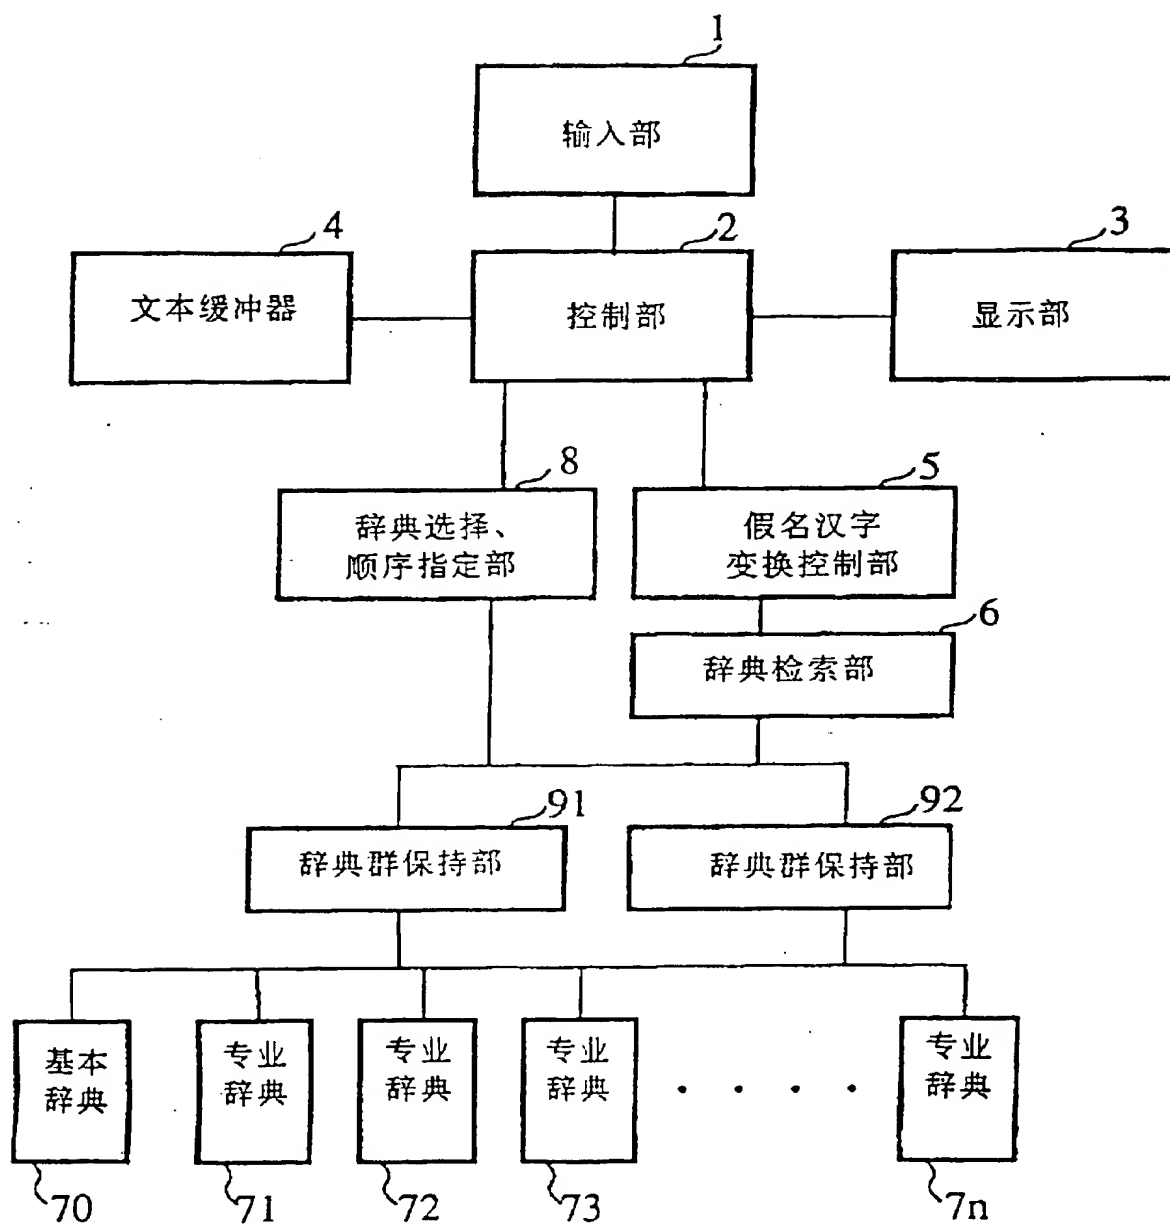 1
输入部
4
2
3
文本缓冲器
控制部
显示部
8
5
辞典选择、
顺序指定部
假名汉字
变换控制部
6
辞典检索部
91
92
辞典群保持部
辞典群保持部
基本
辞典
专业
辞典
专业
辞典
专业
辞典
专业
辞典
70
71
72
73
7n